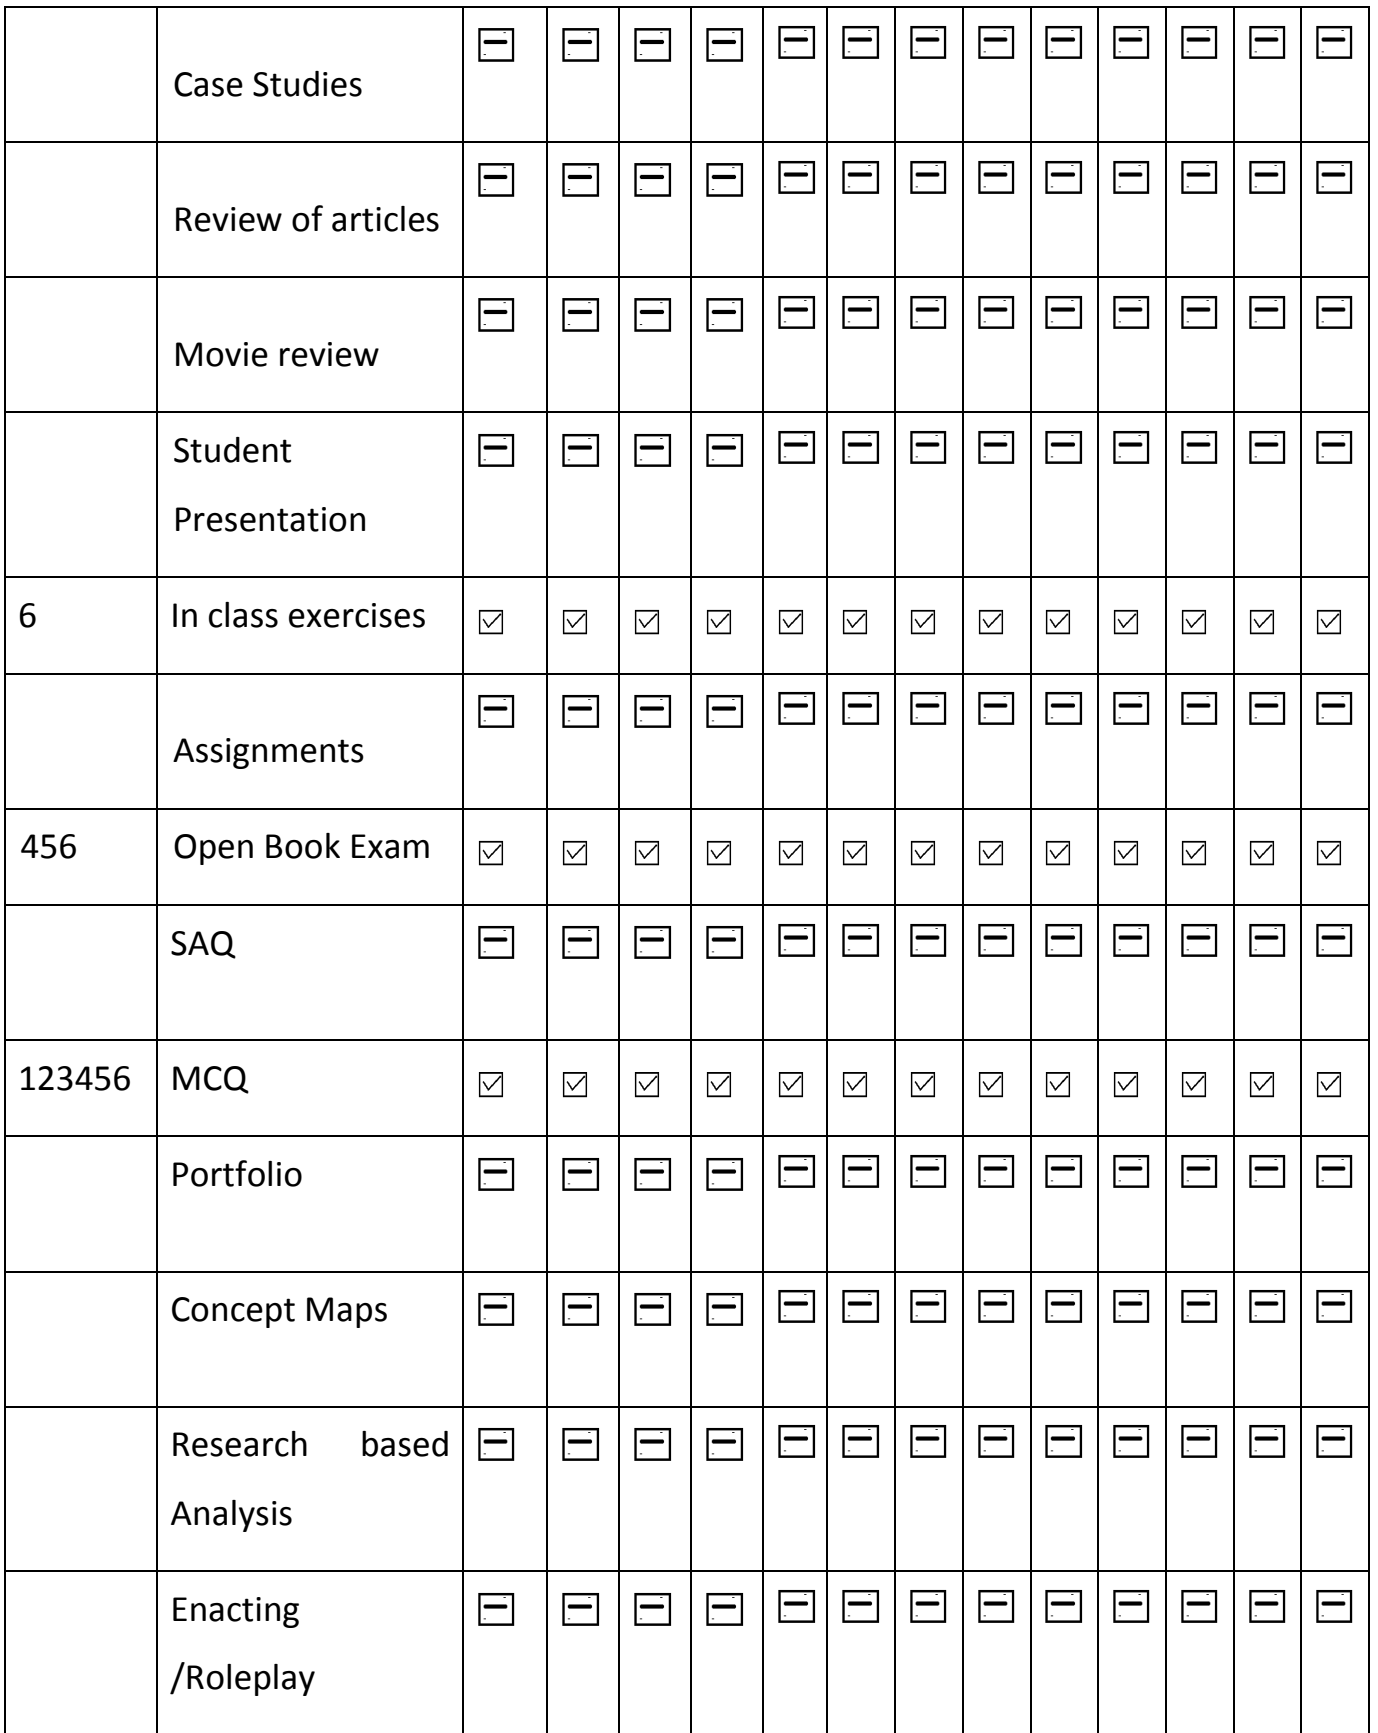 Case Studies
Review of articles
Movie review
Student
Presentation
6 In class exercises ☑ ☑ ☑ ☑ ☑ ☑ ☑ ☑ ☑ ☑ ☑ ☑ ☑
Assignments
456 Open Book Exam ☑ ☑ ☑ ☑ ☑ ☑ ☑ ☑ ☑ ☑ ☑ ☑ ☑
SAQ
123456 MCQ ☑ ☑ ☑ ☑ ☑ ☑ ☑ ☑ ☑ ☑ ☑ ☑ ☑
Portfolio
Concept Maps
Research based
Analysis
Enacting
/Roleplay